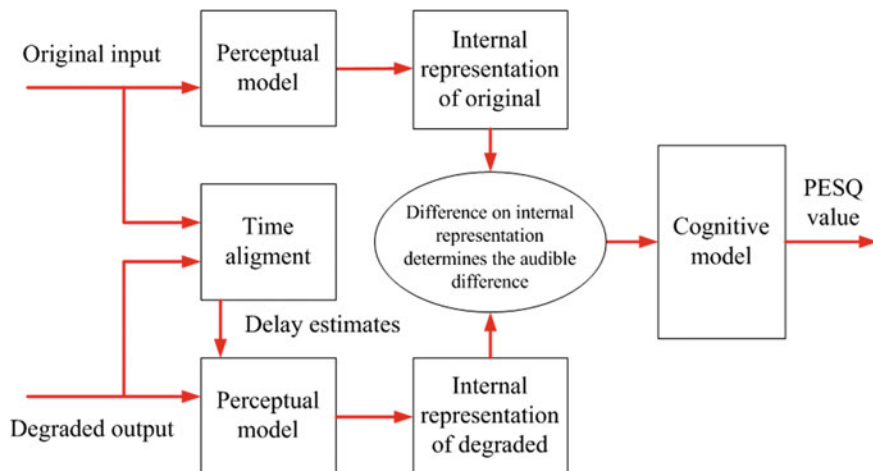 Original input
Perceptual
model
Internal
representation
of original
Time
aligment
Difference on internal
representation
determines the audible
difference
Cognitive
model
PESQ
value
Delay estimates
Degraded output
Perceptual
model
Internal
representation
of degraded